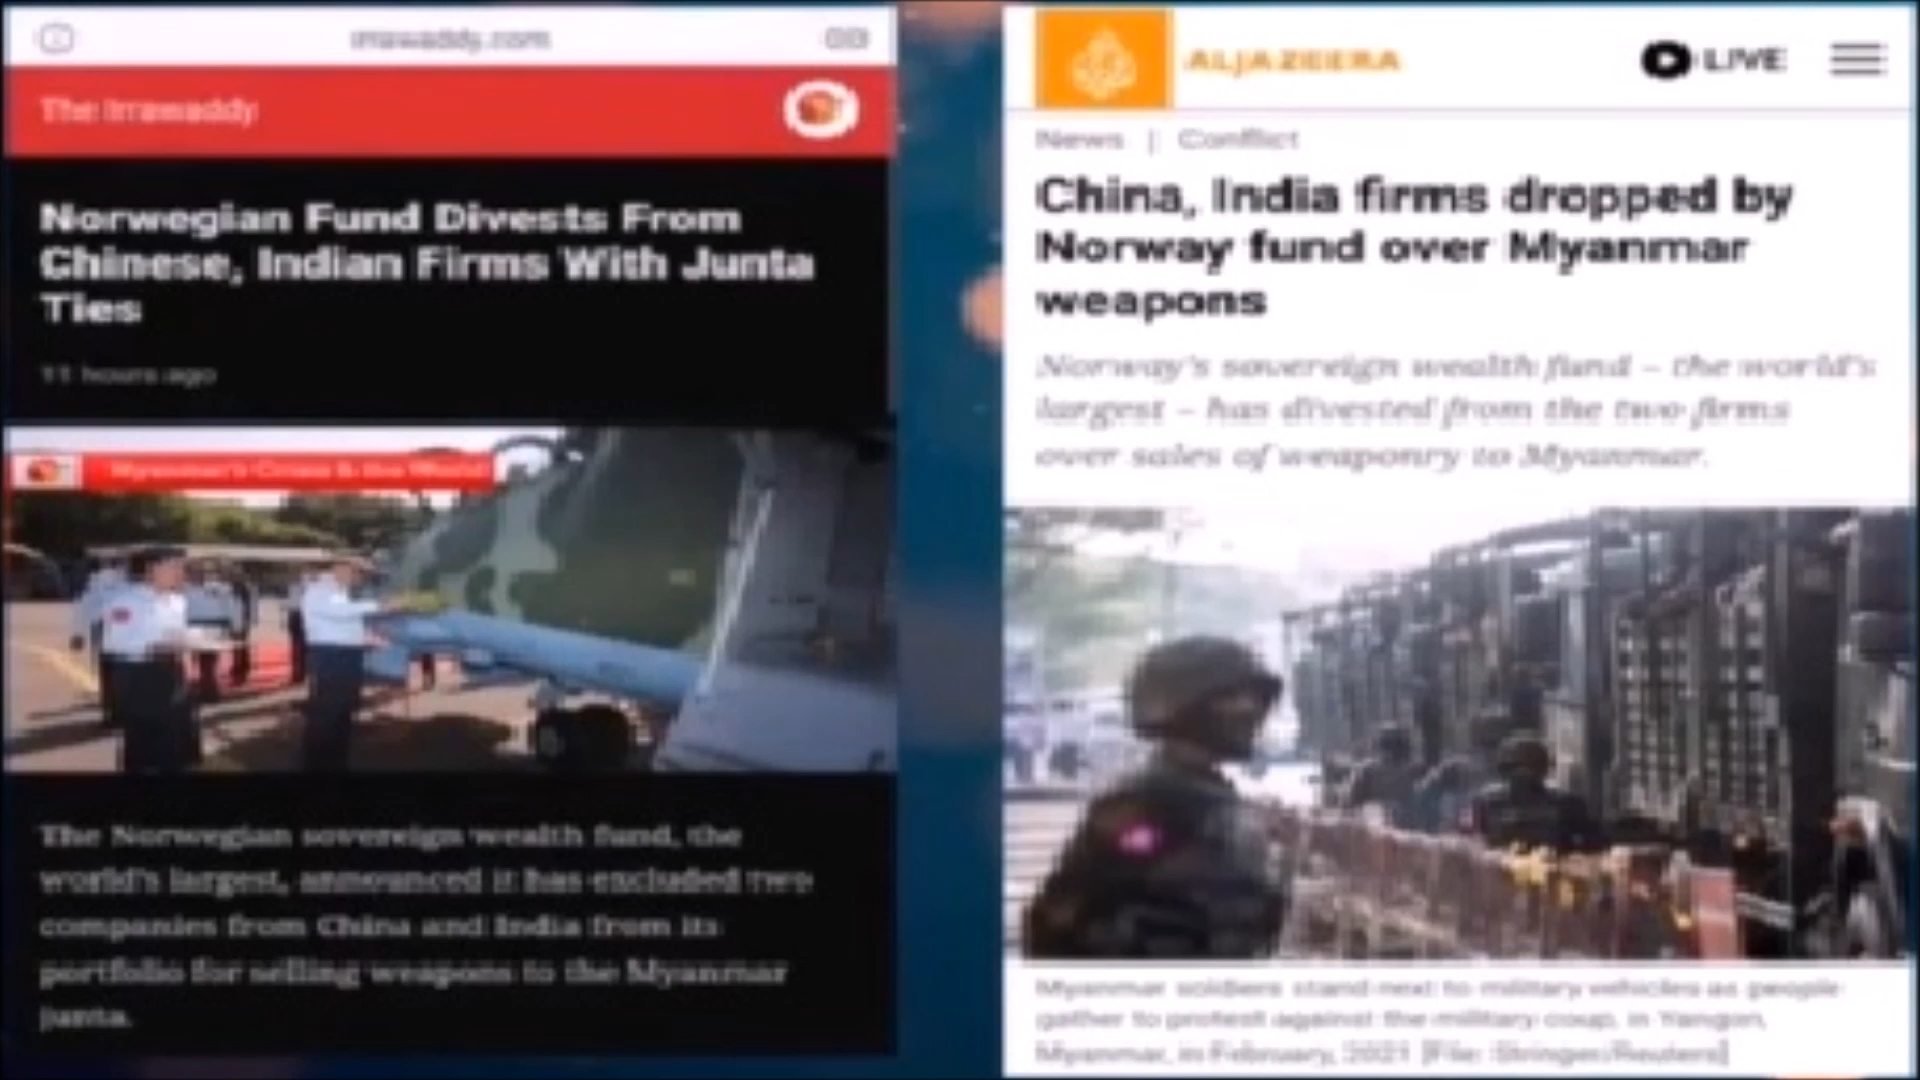 irrawaddy.com
The Irrawaddy
Norwegian Fund Divests From
Chinese, Indian Firms With Junta
Ties
11 hours ago
Myanmar's Crisis & the World
The Norwegian sovereign wealth fund, the
world's largest, announced it has excluded two
companies from China and India from its
portfolio for selling weapons to the Myanmar
junta.
ALJAZEERA
LIVE
News | Conflict
China, India firms dropped by
Norway fund over Myanmar
weapons
Norway's sovereign wealth fund – the world's
largest – has divested from the two firms
over sales of weaponry to Myanmar.
Myanmar soldiers stand next to military vehicles as people
gather to protest against the military coup, in Yangon,
Myanmar, in February, 2021 [File: Stringer/Reuters]